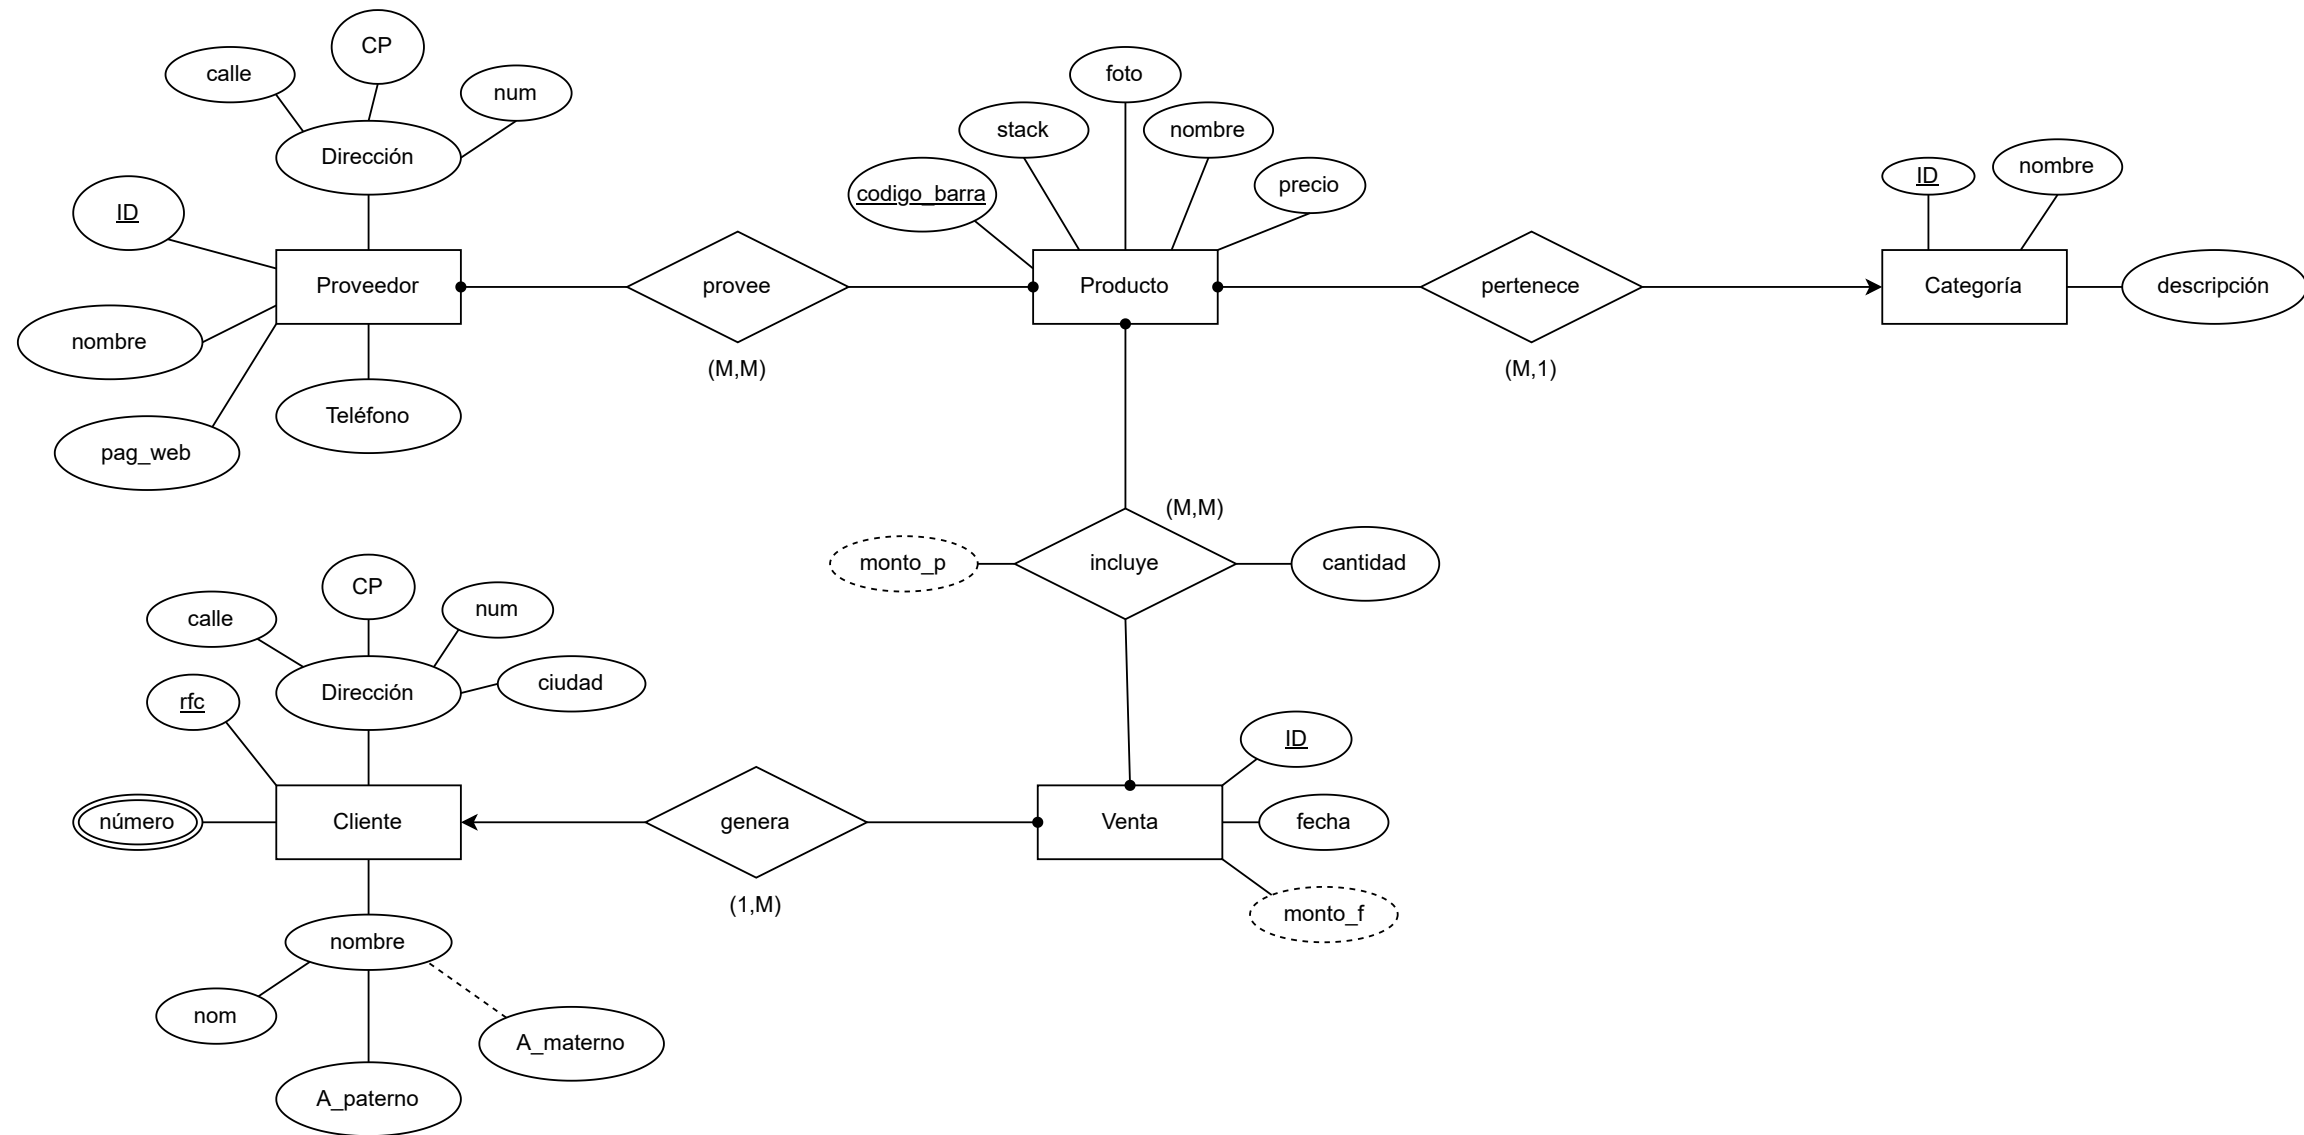 CP
calle
num
Dirección
ID
Proveedor
nombre
pag_web
Teléfono
provee
(M,M)
foto
stack
nombre
codigo_barra
precio
Producto
pertenece
(M,1)
ID
nombre
Categoría
descripción
(M,M)
monto_p
incluye
cantidad
CP
calle
num
Dirección
ciudad
rfc
número
Cliente
genera
(1,M)
Venta
ID
fecha
monto_f
nombre
nom
A_materno
A_paterno